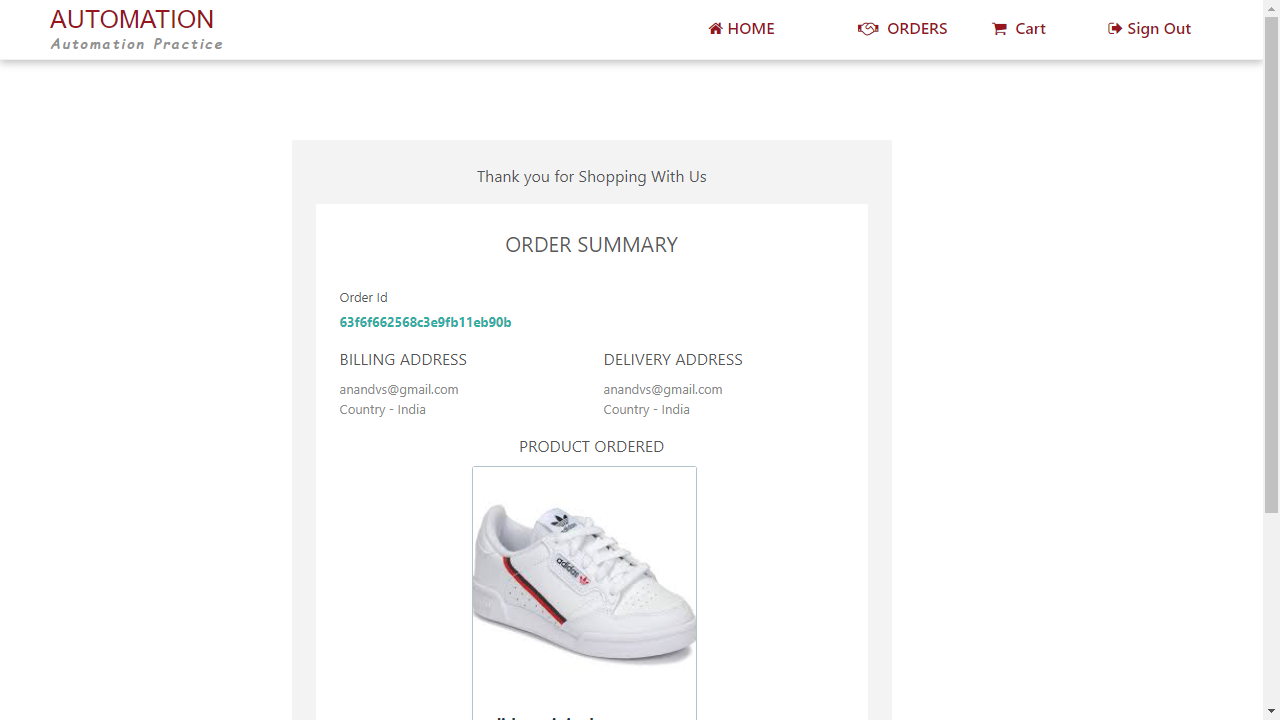 AUTOMATION
Automation Practice
HOME
ORDERS
Cart
Sign Out
Thank you for Shopping With Us
ORDER SUMMARY
Order Id
63f6f662568c3e9fb11eb90b
BILLING ADDRESS
DELIVERY ADDRESS
anandvs@gmail.com
anandvs@gmail.com
Country - India
Country - India
PRODUCT ORDERED
adidas
adidas